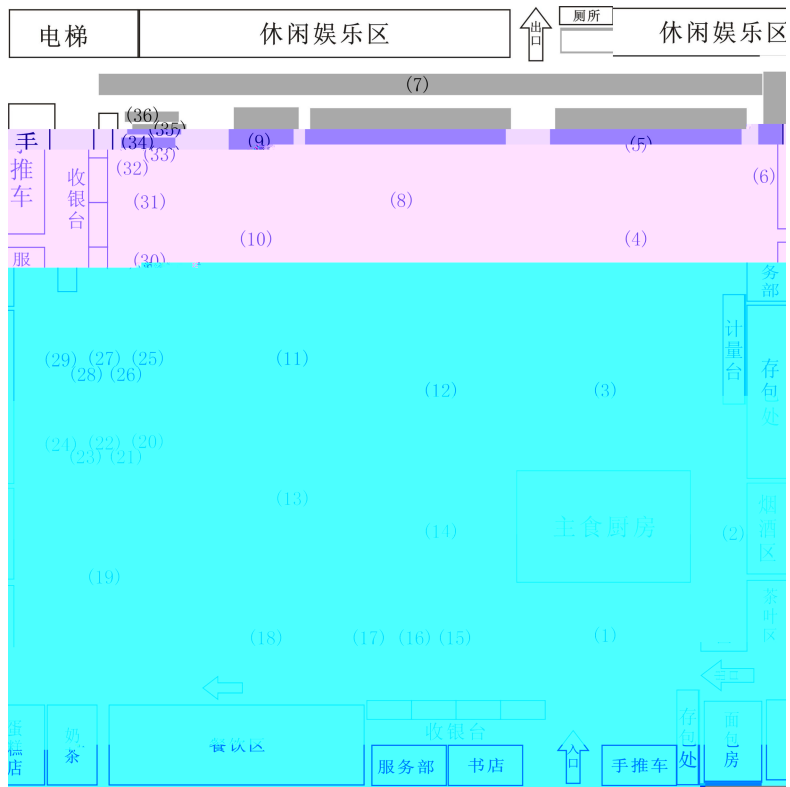 电梯
休闲娱乐区
出口
厕所
休闲娱乐区
(7)
(36)
(35)
手推车
(34)
(9)
(5)
(33)
(32)
收银台
(6)
(31)
(8)
(10)
(4)
服
(30)
务部
计量台
(29)
(27)
(25)
(11)
存包处
(28)
(26)
(12)
(3)
(24)
(22)
(20)
(23)
(21)
(13)
烟酒区
(14)
主食厨房
(2)
(19)
茶叶区
(18)
(17)
(16)
(15)
(1)
蛋糕店
奶茶
餐饮区
收银台
存包处
面包房
服务部
书店
入口
手推车